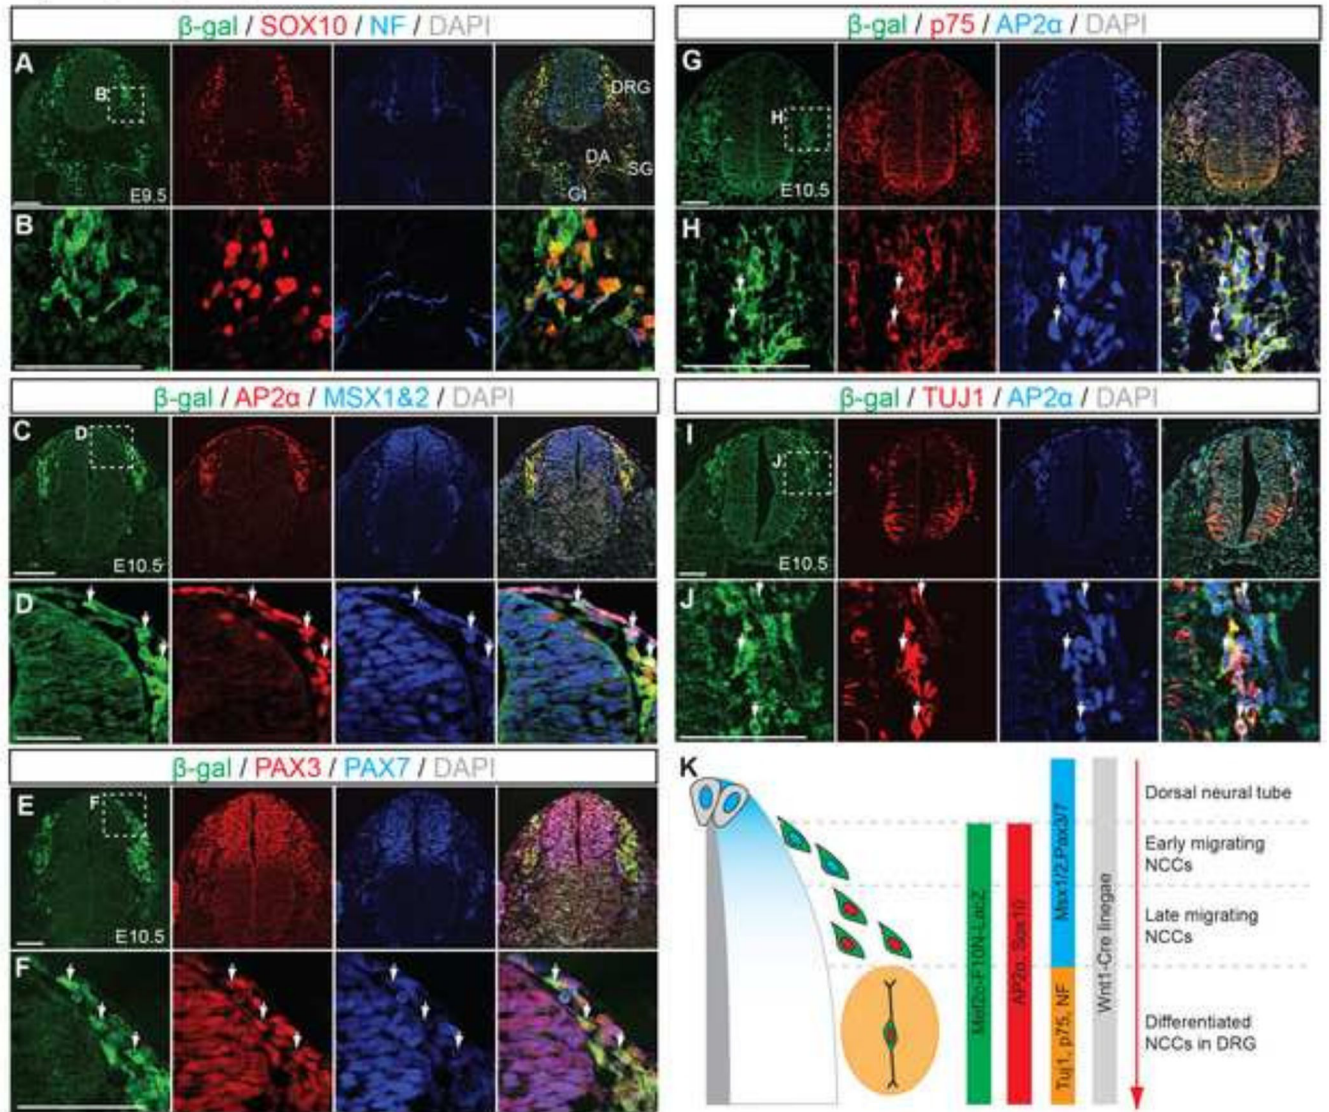 β-gal / SOX10 / NF / DAPI
A
B
DRG
DA
SG
GI
E9.5
B
β-gal / AP2α / MSX1&2 / DAPI
C
D
E10.5
D
β-gal / PAX3 / PAX7 / DAPI
E
F
E10.5
F
β-gal / p75 / AP2α / DAPI
G
H
E10.5
H
β-gal / TUJ1 / AP2α / DAPI
I
J
E10.5
J
K
Mef2c-F10N-LacZ
AP2α, Sox10
Msx1/2,Pax3/7
Tuj1, p75, NF
Wnt1-Cre linegae
Dorsal neural tube
Early migrating
NCCs
Late migrating
NCCs
Differentiated
NCCs in DRG